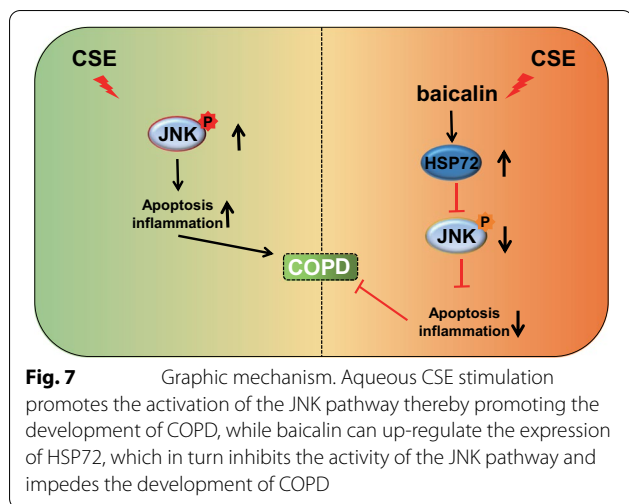 CSE
JNK
P
Apoptosis
inflammation
COPD
CSE
baicalin
HSP72
JNK
P
Apoptosis
inflammation
Fig. 7 Graphic mechanism. Aqueous CSE stimulation
promotes the activation of the JNK pathway thereby promoting the
development of COPD, while baicalin can up-regulate the expression
of HSP72, which in turn inhibits the activity of the JNK pathway and
impedes the development of COPD